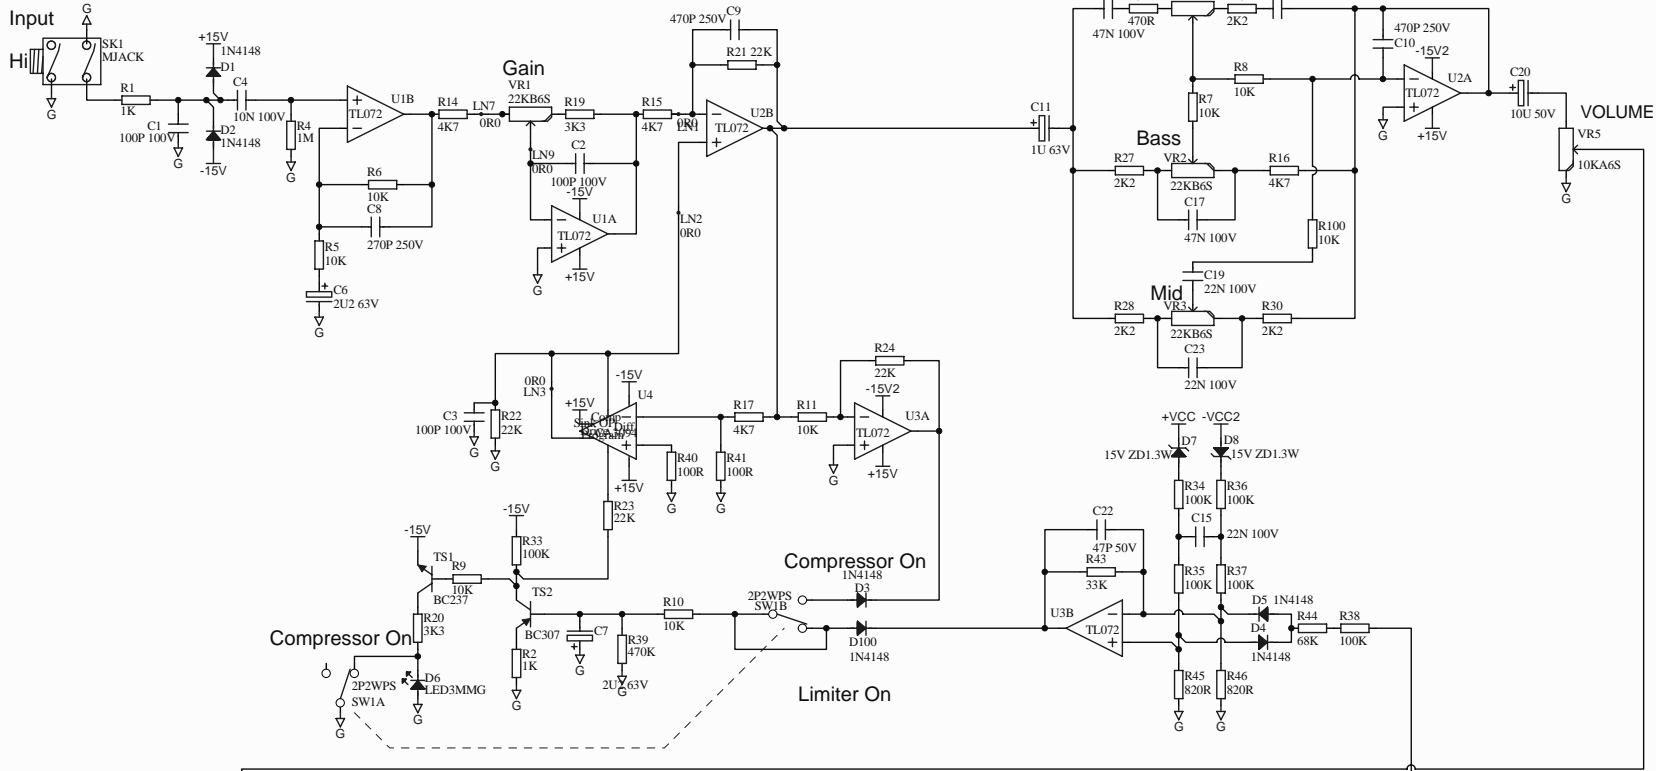 Input
G
Hi
SK1
MJACK
G
R1
1K
C1
100P 100V
G
+15V
1N4148
D1
D2
1N4148
-15V
C4
10N 100V
R4
1M
G
U1B
TL072
R6
10K
C8
270P 250V
R5
10K
C6
2U2 63V
G
R14
4K7
LN7
0R0
Gain
VR1
22KB6S
R19
3K3
LN9
0R0
C2
100P 100V
-15V
U1A
TL072
+15V
G
R15
4K7
0R0
LN1
470P 250V
C9
R21 22K
U2B
TL072
LN2
0R0
C11
1U 63V
47N 100V
470R
2K2
R8
10K
R7
10K
Bass
R27
2K2
VR2
22KB6S
C17
47N 100V
R16
4K7
R100
10K
C19
22N 100V
Mid
R28
2K2
VR3
22KB6S
C23
22N 100V
R30
2K2
470P 250V
C10
-15V2
U2A
TL072
+15V
G
C20
10U 50V
VOLUME
VR5
10KA6S
G
0R0
LN3
C3
100P 100V
G
R22
22K
G
-15V
U4
+15V
+15V
R40
100R
G
R41
100R
G
R17
4K7
R11
10K
R24
22K
-15V2
U3A
TL072
+15V
G
R23
22K
-15V
R33
100K
-15V
TS1
BC237
R9
10K
TS2
BC307
R20
3K3
Compressor On
2P2WPS
SW1A
G
D6
LED3MMG
G
R2
1K
G
C7
G
R39
470K
2U2 63V
G
R10
10K
2P2WPS
SW1B
Compressor On
1N4148
D3
D100
1N4148
Limiter On
C22
47P 50V
R43
33K
U3B
TL072
+VCC
-VCC2
D7
15V ZD1.3W
D8
15V ZD1.3W
R34
100K
R36
100K
C15
22N 100V
R35
100K
R37
100K
D5
1N4148
D4
1N4148
R44
68K
R38
100K
R45
820R
R46
820R
G
G